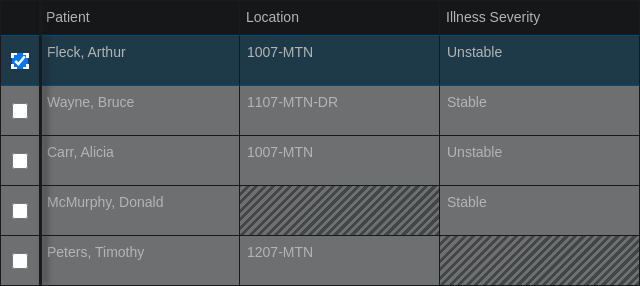 Patient Location Illness Severity
Fleck, Arthur 1007-MTN Unstable
Wayne, Bruce 1107-MTN-DR Stable
Carr, Alicia 1007-MTN Unstable
McMurphy, Donald Stable
Peters, Timothy 1207-MTN